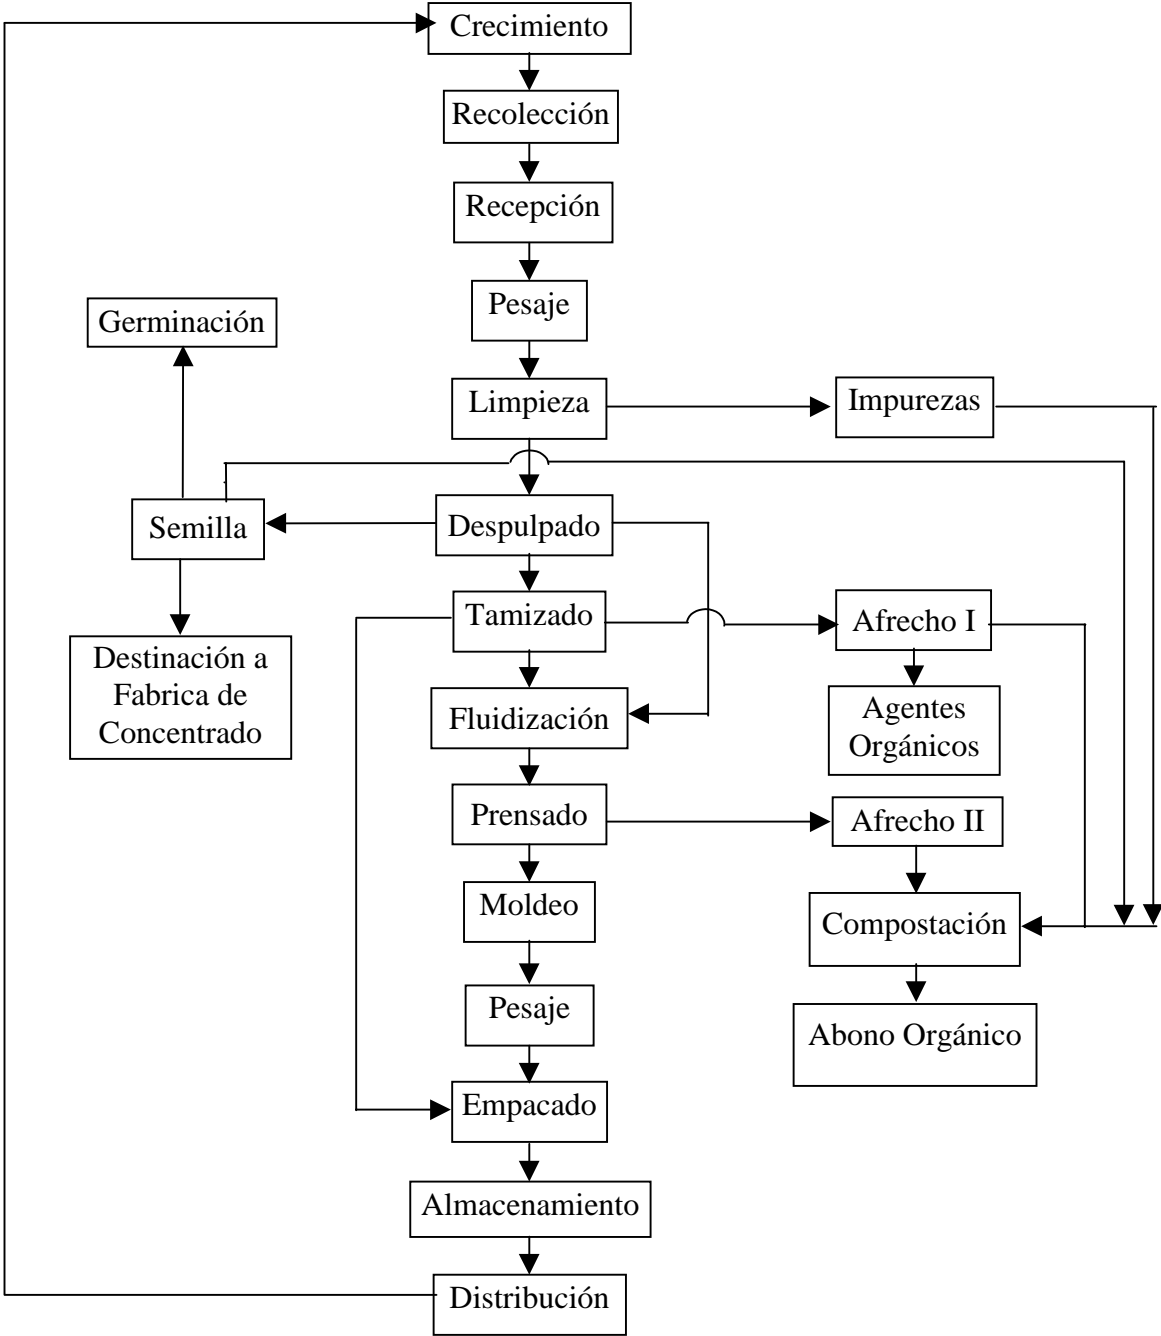 Crecimiento
Recolección
Recepción
Pesaje
Germinación
Limpieza
Impurezas
Semilla
Despulpado
Tamizado
Afrecho I
Destinación a
Fabrica de
Concentrado
Fluidización
Agentes
Orgánicos
Prensado
Afrecho II
Moldeo
Compostación
Pesaje
Abono Orgánico
Empacado
Almacenamiento
Distribución